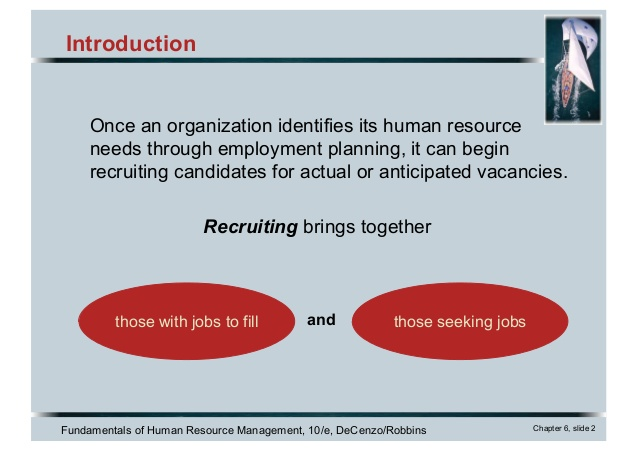 Introduction
Once an organization identifies its human resource
needs through employment planning, it can begin
recruiting candidates for actual or anticipated vacancies.
Recruiting brings together
those with jobs to fill and those seeking jobs
Fundamentals of Human Resource Management, 10/e, DeCenzo/Robbins Chapter 6, slide 2